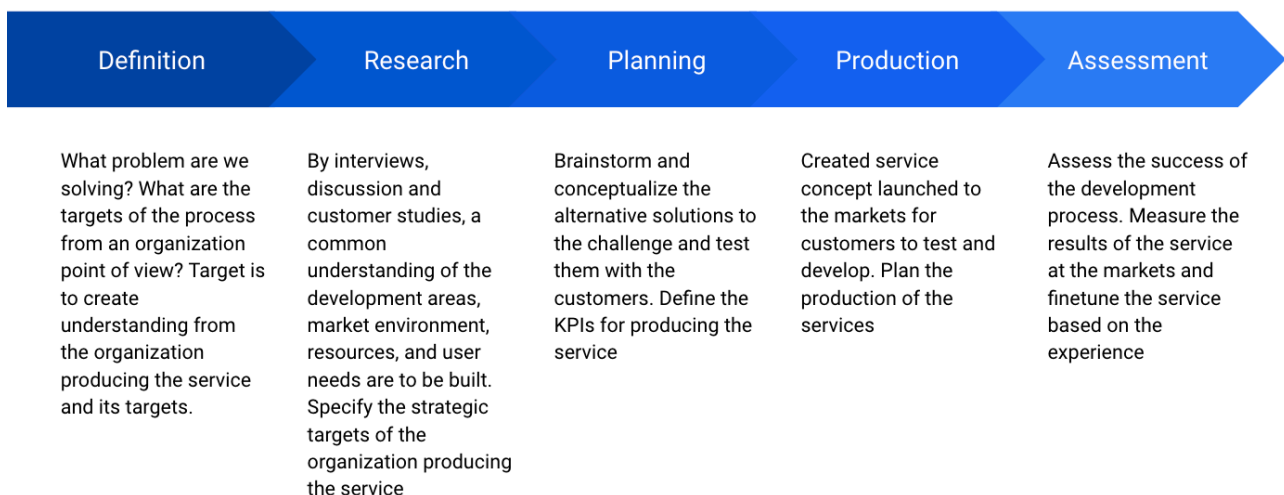 Definition
Research
Planning
Production
Assessment
What problem are we
solving? What are the
targets of the process
from an organization
point of view? Target is
to create
understanding from
the organization
producing the service
and its targets.
By interviews,
discussion and
customer studies, a
common
understanding of the
development areas,
market environment,
resources, and user
needs are to be built.
Specify the strategic
targets of the
organization producing
the service
Brainstorm and
conceptualize the
alternative solutions to
the challenge and test
them with the
customers. Define the
KPIs for producing the
service
Created service
concept launched to
the markets for
customers to test and
develop. Plan the
production of the
services
Assess the success of
the development
process. Measure the
results of the service
at the markets and
finetune the service
based on the
experience